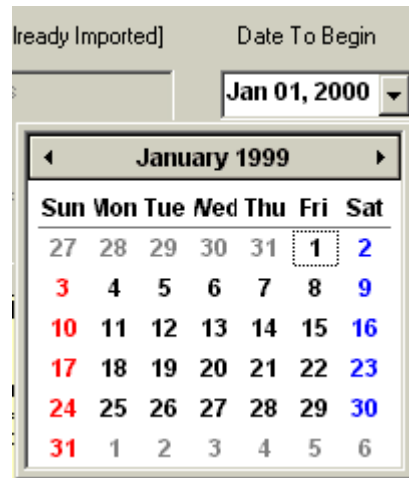 lready Imported] Date To Begin
Jan 01, 2000
January 1999
Sun Mon Tue Wed Thu Fri Sat
27 28 29 30 31 1 2
3 4 5 6 7 8 9
10 11 12 13 14 15 16
17 18 19 20 21 22 23
24 25 26 27 28 29 30
31 1 2 3 4 5 6